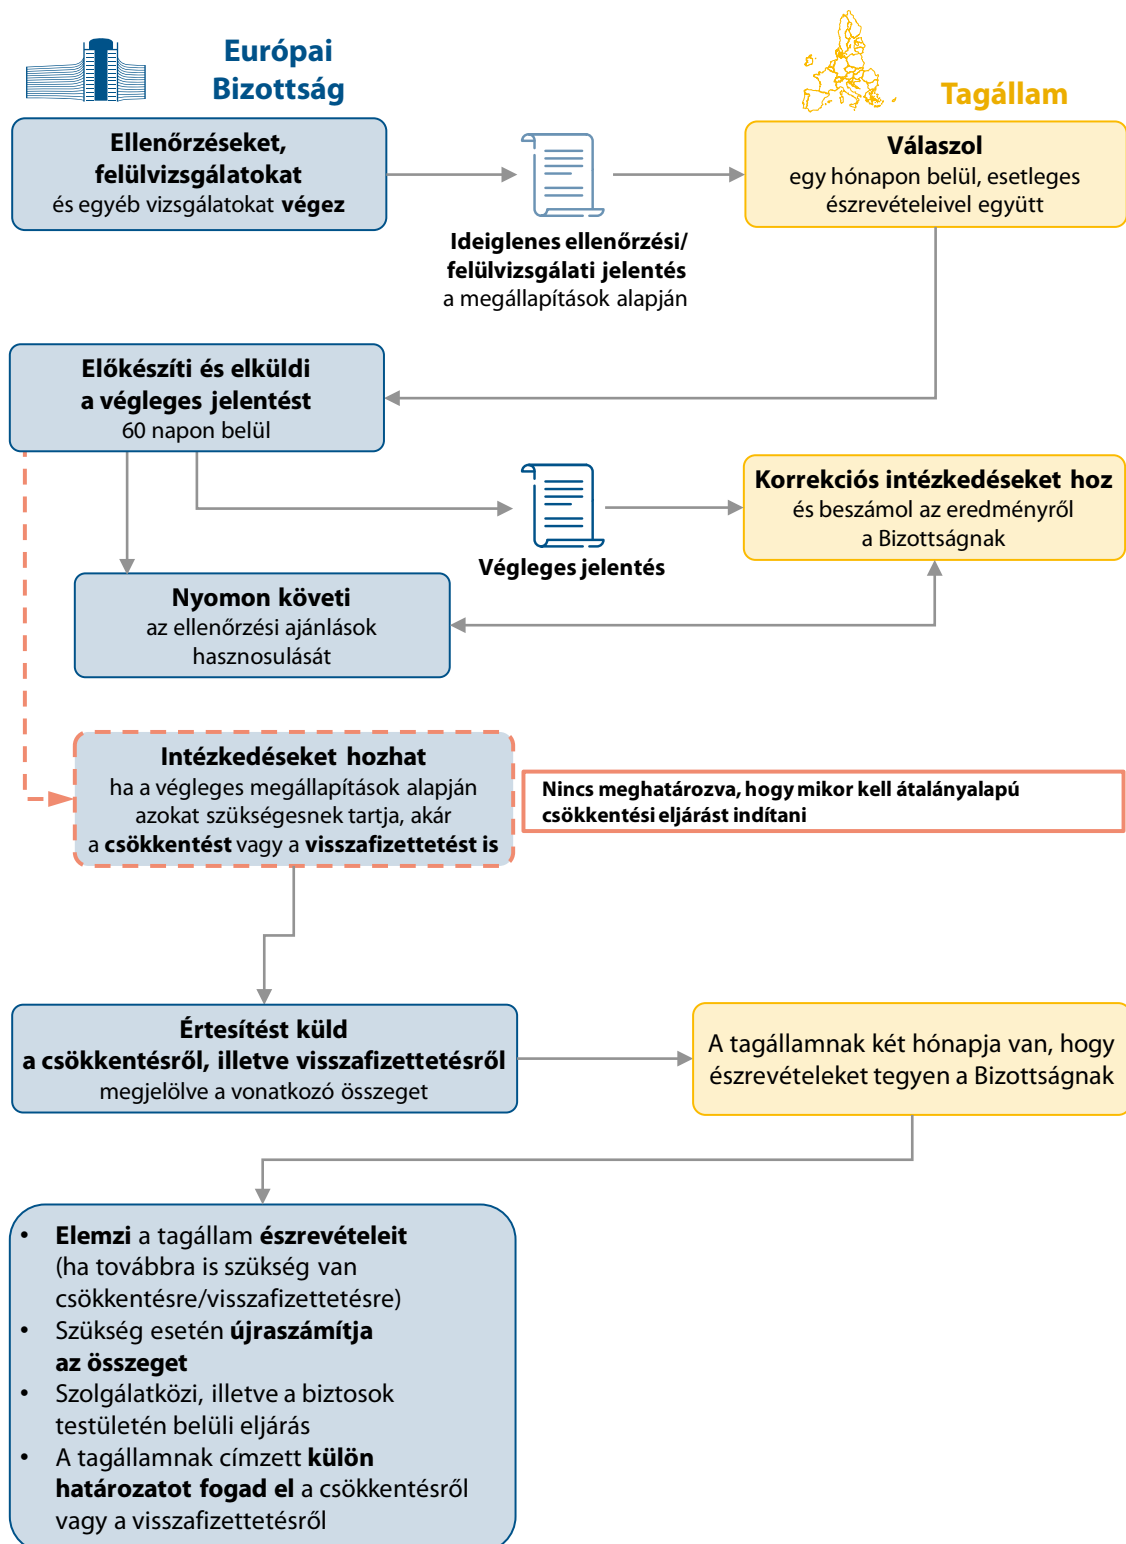 Európai
Bizottság
Tagállam
Ellenőrzéseket,
felülvizsgálatokat
és egyéb vizsgálatokat végez
Ideiglenes ellenőrzési/
felülvizsgálati jelentés
a megállapítások alapján
Válaszol
egy hónapon belül, esetleges
észrevételeivel együtt
Előkészíti és elküldi
a végleges jelentést
60 napon belül
Végleges jelentés
Korrekciós intézkedéseket hoz
és beszámol az eredményről
a Bizottságnak
Nyomon követi
az ellenőrzési ajánlások
hasznosulását
Intézkedéseket hozhat
ha a végleges megállapítások alapján
azokat szükségesnek tartja, akár
a csökkentést vagy a visszafizettetést is
Nincs meghatározva, hogy mikor kell átalányalapú
csökkentési eljárást indítani
Értesítést küld
a csökkentésről, illetve visszafizettetésről
megjelölve a vonatkozó összeget
A tagállamnak két hónapja van, hogy
észrevételeket tegyen a Bizottságnak
• Elemzi a tagállam észrevételeit
(ha továbbra is szükség van
csökkentésre/visszafizettetésre)
• Szükség esetén újraszámítja
az összeget
• Szolgálatközi, illetve a biztosok
testületén belüli eljárás
• A tagállamnak címzett külön
határozatot fogad el a csökkentésről
vagy a visszafizettetésről